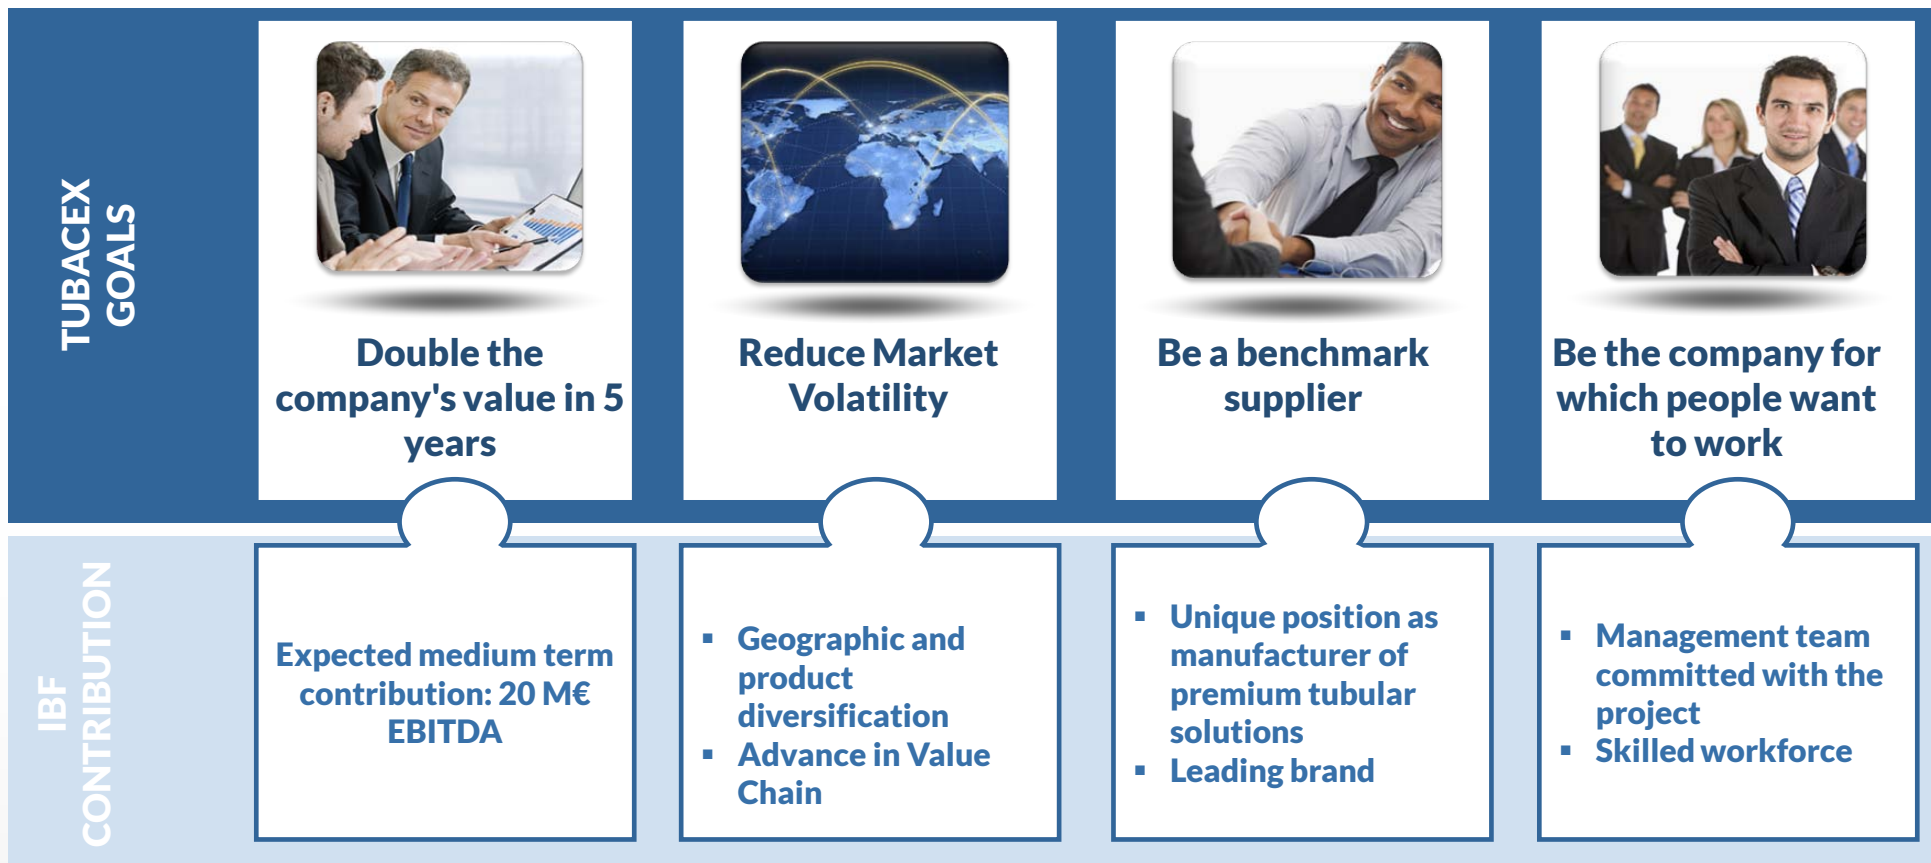 TUBACEX
GOALS
Double the
company's value in 5
years
Reduce Market
Volatility
Be a benchmark
supplier
Be the company for
which people want
to work
IBF
CONTRIBUTION
Expected medium term
contribution: 20 M€
EBITDA
▪ Geographic and
product
diversification
▪ Advance in Value
Chain
▪ Unique position as
manufacturer of
premium tubular
solutions
▪ Leading brand
▪ Management team
committed with the
project
▪ Skilled workforce